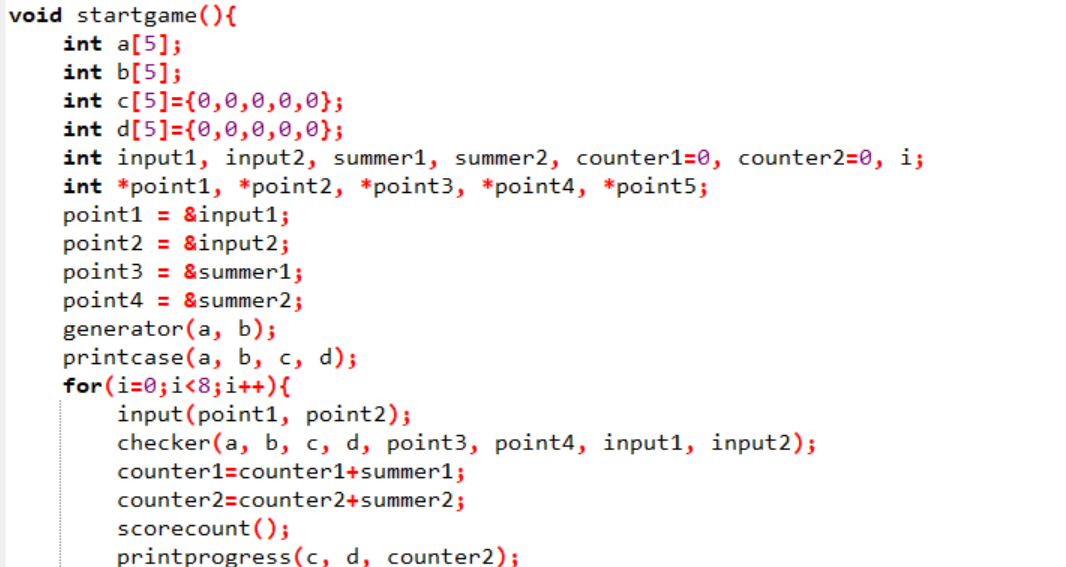 void startgame(){
    int a[5];
    int b[5];
    int c[5]={0,0,0,0,0};
    int d[5]={0,0,0,0,0};
    int input1, input2, summer1, summer2, counter1=0, counter2=0, i;
    int *point1, *point2, *point3, *point4, *point5;
    point1 = &input1;
    point2 = &input2;
    point3 = &summer1;
    point4 = &summer2;
    generator(a, b);
    printcase(a, b, c, d);
    for(i=0;i<8;i++){
        input(point1, point2);
        checker(a, b, c, d, point3, point4, input1, input2);
        counter1=counter1+summer1;
        counter2=counter2+summer2;
        scorecount();
        printprogress(c, d, counter2);